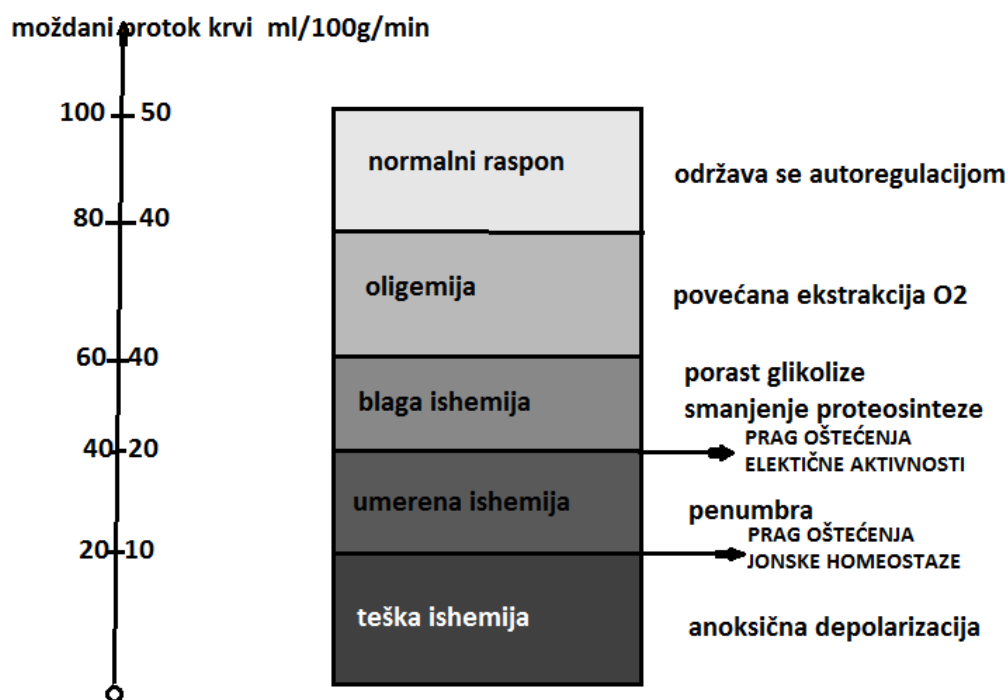 moždani protok krvi ml/100g/min
100 50
normalni raspon
održava se autoregulacijom
80 40
oligemija
povećana ekstrakcija O2
60 40
porast glikolize
blaga ishemija
smanjenje proteosinteze
PRAG OŠTEĆENJA
40 20
ELEKTIČNE AKTIVNOSTI
umerena ishemija
penumbra
PRAG OŠTEĆENJA
20 10
JONSKE HOMEOSTAZE
teška ishemija
anoksična depolarizacija